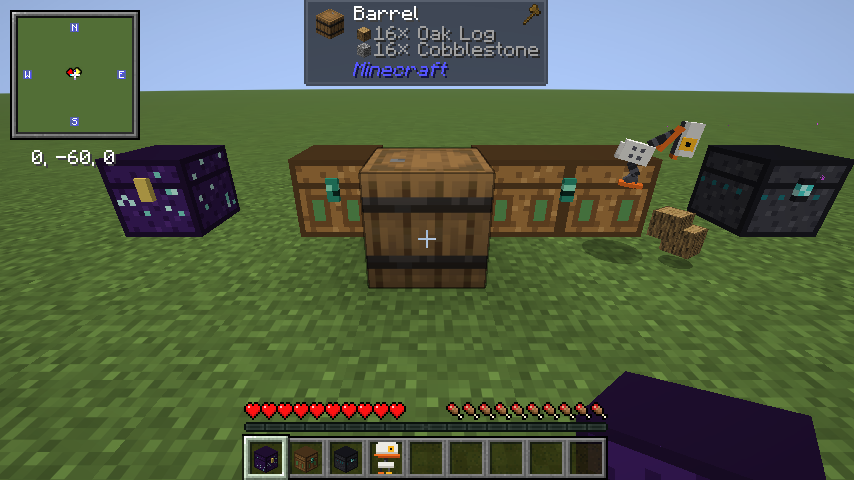 Barrel
16× Oak Log
16× Cobblestone
Minecraft
N
W
E
S
0, -60, 0